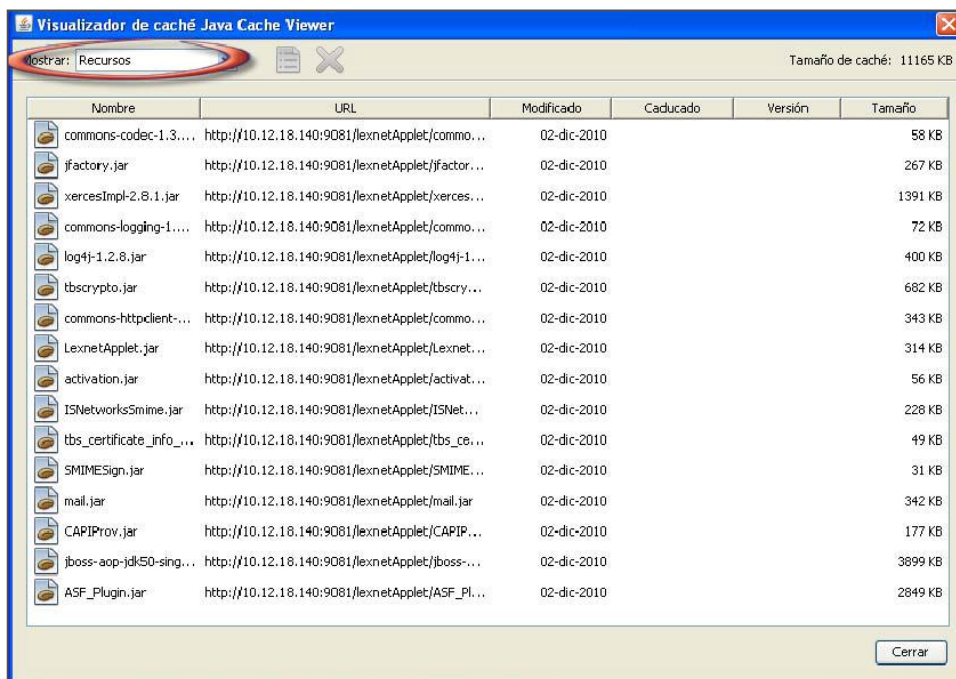 Visualizador de caché Java Cache Viewer
Mostrar: Recursos Tamaño de caché: 11165 KB
Nombre URL Modificado Caducado Versión Tamaño
commons-codec-1.3.... http://10.12.18.140:9081/lexnetApplet/commo... 02-dic-2010 58 KB
jfactory.jar http://10.12.18.140:9081/lexnetApplet/jfactor... 02-dic-2010 267 KB
xercesImpl-2.8.1.jar http://10.12.18.140:9081/lexnetApplet/xerces... 02-dic-2010 1391 KB
commons-logging-1.... http://10.12.18.140:9081/lexnetApplet/commo... 02-dic-2010 72 KB
log4j-1.2.8.jar http://10.12.18.140:9081/lexnetApplet/log4j-1... 02-dic-2010 400 KB
tbscrypto.jar http://10.12.18.140:9081/lexnetApplet/tbscry... 02-dic-2010 682 KB
commons-httpclient-... http://10.12.18.140:9081/lexnetApplet/commo... 02-dic-2010 343 KB
LexnetApplet.jar http://10.12.18.140:9081/lexnetApplet/Lexnet... 02-dic-2010 314 KB
activation.jar http://10.12.18.140:9081/lexnetApplet/activat... 02-dic-2010 56 KB
ISNetworksSmime.jar http://10.12.18.140:9081/lexnetApplet/ISNet... 02-dic-2010 228 KB
tbs_certificate_info_... http://10.12.18.140:9081/lexnetApplet/tbs_ce... 02-dic-2010 49 KB
SMIMESign.jar http://10.12.18.140:9081/lexnetApplet/SMIME... 02-dic-2010 31 KB
mail.jar http://10.12.18.140:9081/lexnetApplet/mail.jar 02-dic-2010 342 KB
CAPIProv.jar http://10.12.18.140:9081/lexnetApplet/CAPIP... 02-dic-2010 177 KB
jboss-aop-jdk50-sing... http://10.12.18.140:9081/lexnetApplet/jboss-... 02-dic-2010 3899 KB
ASF_Plugin.jar http://10.12.18.140:9081/lexnetApplet/ASF_Pl... 02-dic-2010 2849 KB
Cerrar